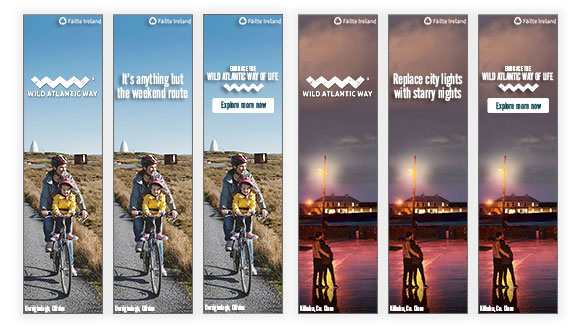 Fáilte Ireland
WILD ATLANTIC WAY
Fáilte Ireland
It's anything but
the weekend route
Fáilte Ireland
EMBRACE THE
WILD ATLANTIC WAY OF LIFE
Explore more now
Fáilte Ireland
WILD ATLANTIC WAY
Fáilte Ireland
Replace city lights
with starry nights
Fáilte Ireland
EMBRACE THE
WILD ATLANTIC WAY OF LIFE
Explore more now
Kilkee, Co. Clare
Kilkee, Co. Clare
Kilkee, Co. Clare